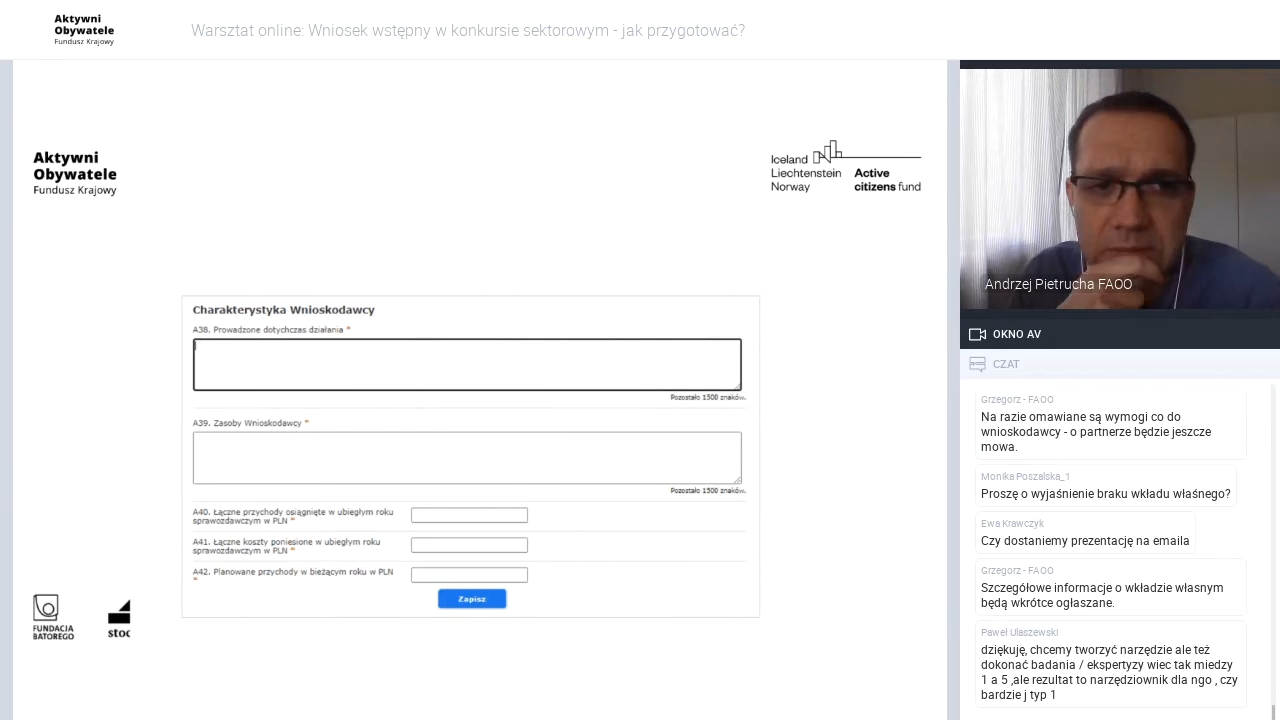 Aktywni
Obywatele
Fundusz Krajowy
Warsztat online: Wniosek wstępny w konkursie sektorowym - jak przygotować?
Aktywni
Obywatele
Fundusz Krajowy
Iceland
Liechtenstein
Norway
Active
citizens fund
Charakterystyka Wnioskodawcy
A38. Prowadzone dotychczas działania *
Pozostało 1500 znaków.
A39. Zasoby Wnioskodawcy *
Pozostało 1500 znaków.
A40. Łączne przychody osiągnięte w ubiegłym roku
sprawozdawczym w PLN *
A41. Łączne koszty poniesione w ubiegłym roku
sprawozdawczym w PLN *
A42. Planowane przychody w bieżącym roku w PLN
*
Zapisz
FUNDACJA
BATOREGO
stoc
Andrzej Pietrucha FAOO
OKNO AV
CZAT
Grzegorz - FAOO
Na razie omawiane są wymogi co do
wnioskodawcy - o partnerze będzie jeszcze
mowa.
Monika Poszalska_1
Proszę o wyjaśnienie braku wkładu własnego?
Ewa Krawczyk
Czy dostaniemy prezentację na emaila
Grzegorz - FAOO
Szczegółowe informacje o wkładzie własnym
będą wkrótce ogłaszane.
Paweł Ulaszewski
dziękuję, chcemy tworzyć narzędzie ale też
dokonać badania / ekspertyzy wiec tak miedzy
1 a 5 ,ale rezultat to narzędziownik dla ngo , czy
bardzie j typ 1